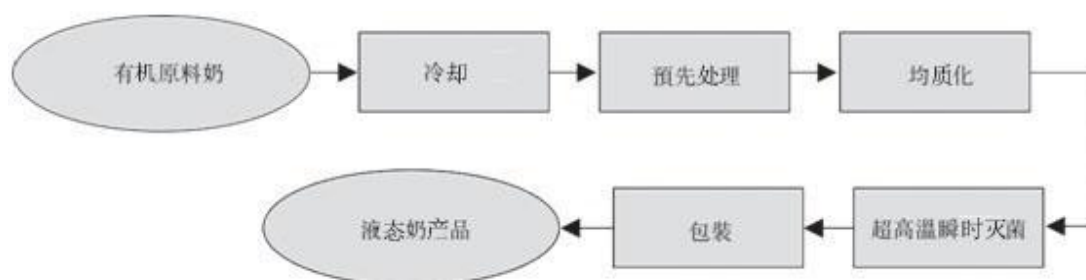 有机原料奶
冷却
预先处理
均质化
超高温瞬时灭菌
包装
液态奶产品